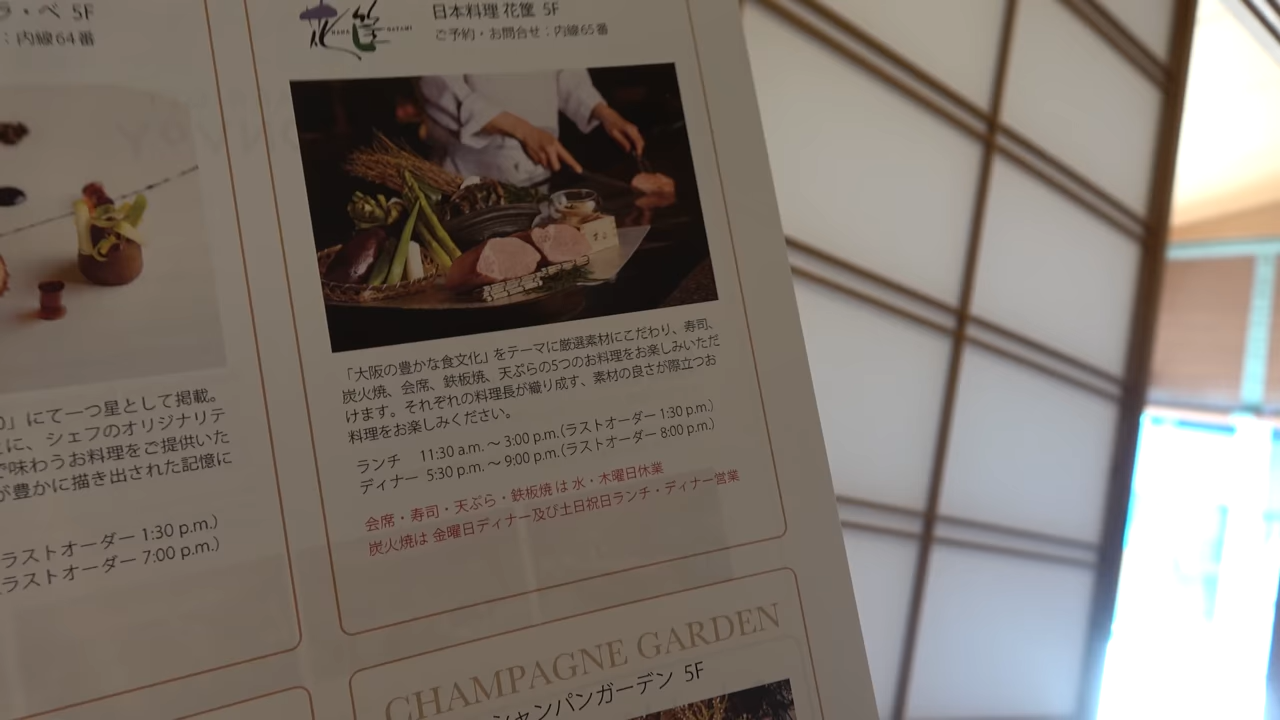 ラ・ベ 5F
：内線64番
0」にて一つ星として掲載。
に、シェフのオリジナリテ
で味わうお料理をご提供いた
が豊かに描き出された記憶に
ラストオーダー 1:30 p.m.）
ラストオーダー 7:00 p.m.）
花筐
日本料理 花筐 5F
ご予約・お問合せ：内線65番
「大阪の豊かな食文化」をテーマに厳選素材にこだわり、寿司、
炭火焼、会席、鉄板焼、天ぷらの5つのお料理をお楽しみいただ
けます。それぞれの料理長が織り成す、素材の良さが際立つお
料理をお楽しみください。
ランチ 11:30 a.m. ～ 3:00 p.m.（ラストオーダー 1:30 p.m.）
ディナー 5:30 p.m. ～ 9:00 p.m.（ラストオーダー 8:00 p.m.）
会席・寿司・天ぷら・鉄板焼 は 水・木曜日休業
炭火焼は 金曜日ディナー及び土日祝日ランチ・ディナー営業
CHAMPAGNE GARDEN
シャンパンガーデン 5F